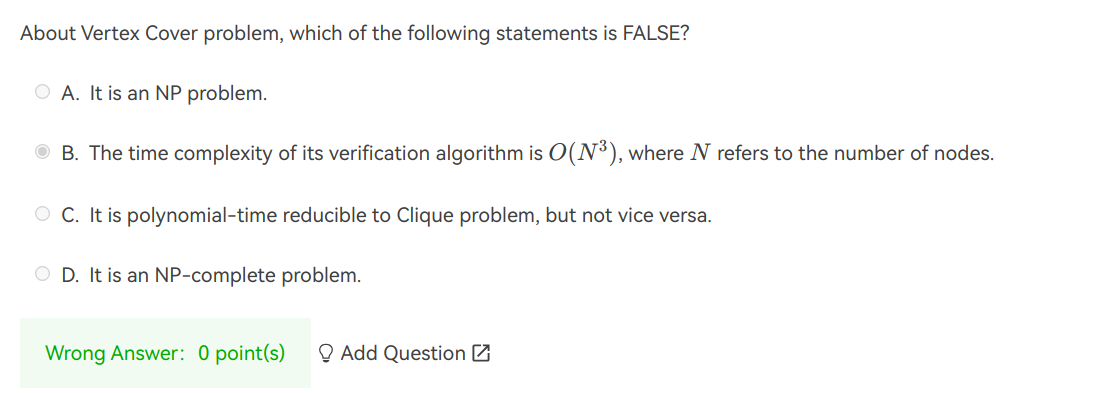 About Vertex Cover problem, which of the following statements is FALSE?
A. It is an NP problem.
B. The time complexity of its verification algorithm is O(N³), where N refers to the number of nodes.
C. It is polynomial-time reducible to Clique problem, but not vice versa.
D. It is an NP-complete problem.
Wrong Answer: 0 point(s) Add Question